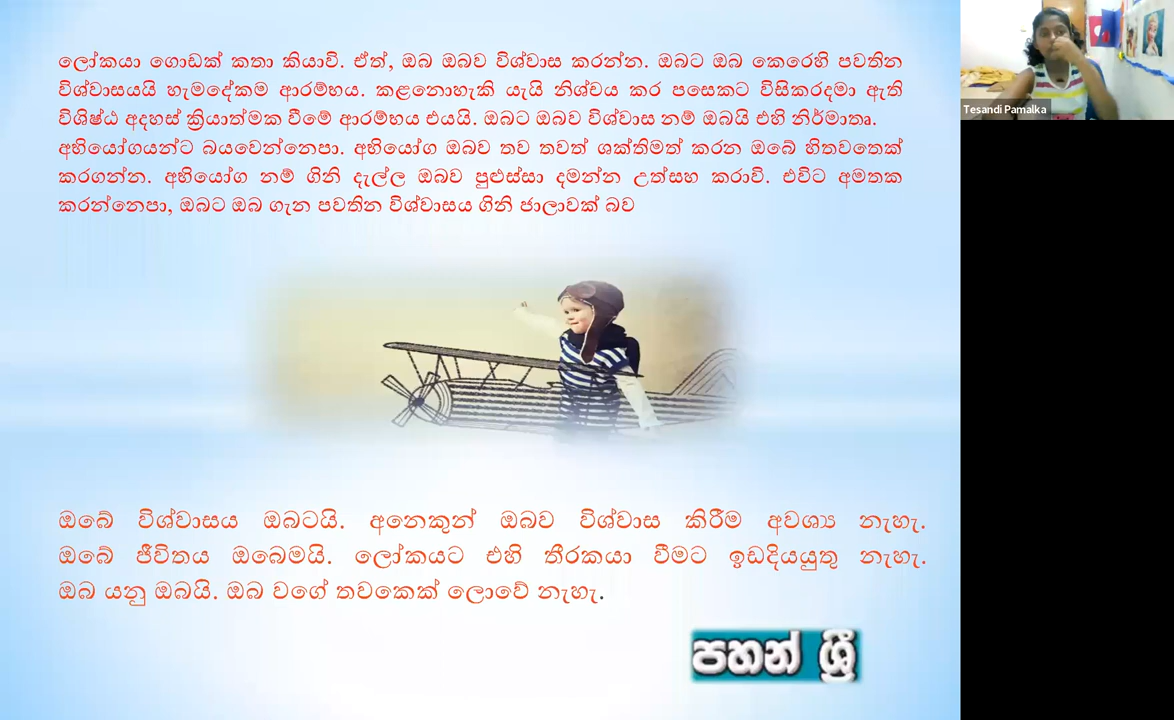 ලෝකයා ගොඩක් කතා කියාවි. ඒත්, ඔබ ඔබව විශ්වාස කරන්න. ඔබට ඔබ කෙරෙහි පවතින
විශ්වාසයයි හැමදේකම ආරම්භය. කළනොහැකි යැයි නිශ්චය කර පසෙකට විසිකරදමා ඇති
විශිෂ්ඨ අදහස් ක්‍රියාත්මක වීමේ ආරම්භය එයයි. ඔබට ඔබව විශ්වාස නම් ඔබයි එහි නිර්මාතෘ.
අභියෝගයන්ට බයවෙන්නෙපා. අභියෝග ඔබව තව තවත් ශක්තිමත් කරන ඔබේ හිතවතෙක්
කරගන්න. අභියෝග නම් ගිනි දැල්ල ඔබව පුළුස්සා දමන්න උත්සහ කරාවි. එවිට අමතක
කරන්නෙපා, ඔබට ඔබ ගැන පවතින විශ්වාසය ගිනි ජාලාවක් බව
ඔබේ විශ්වාසය ඔබටයි. අනෙකුන් ඔබව විශ්වාස කිරීම අවශ්‍ය නැහැ.
ඔබේ ජීවිතය ඔබෙමයි. ලෝකයට එහි තීරකයා වීමට ඉඩදියයුතු නැහැ.
ඔබ යනු ඔබයි. ඔබ වගේ තවකෙක් ලොවේ නැහැ.
පහන් ශ්‍රී
Tesandi Pamalka